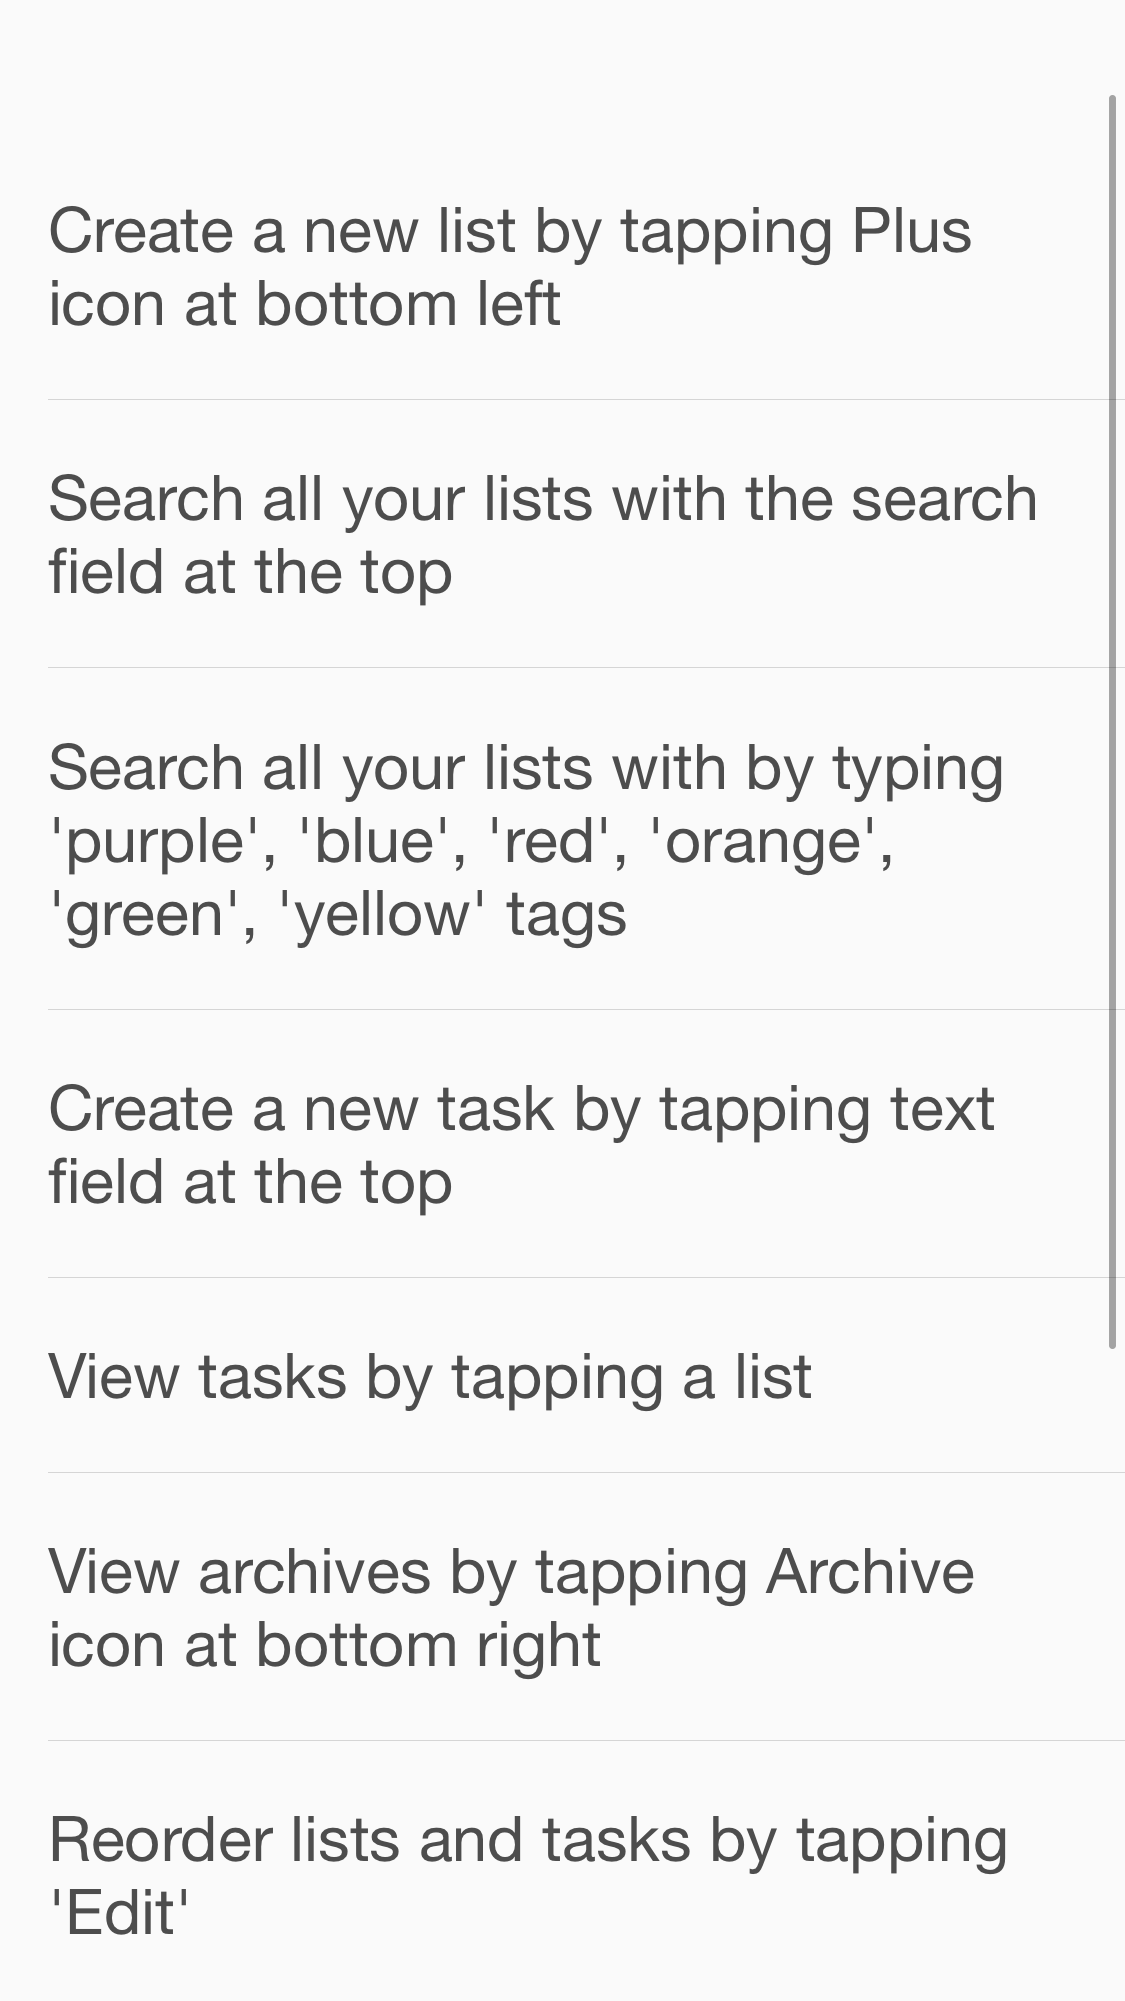 Create a new list by tapping Plus
icon at bottom left
Search all your lists with the search
field at the top
Search all your lists with by typing
'purple', 'blue', 'red', 'orange',
'green', 'yellow' tags
Create a new task by tapping text
field at the top
View tasks by tapping a list
View archives by tapping Archive
icon at bottom right
Reorder lists and tasks by tapping
'Edit'